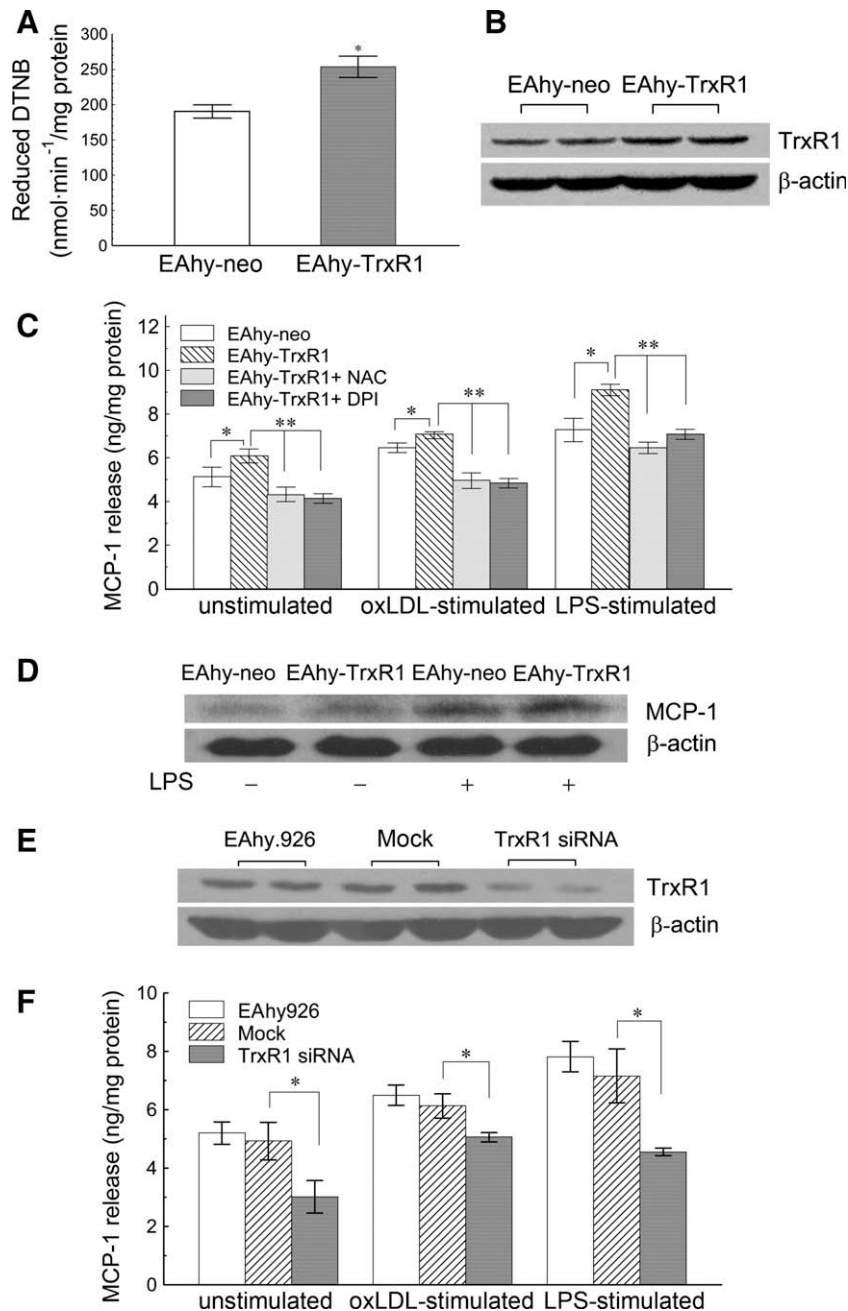 A
Reduced DTNB
(nmol·min⁻¹/mg protein)
300
250
200
150
100
50
0
*
EAhy-neo EAhy-TrxR1
B
EAhy-neo EAhy-TrxR1
TrxR1
β-actin
C
MCP-1 release (ng/mg protein)
12
10
8
6
4
2
0
EAhy-neo
EAhy-TrxR1
EAhy-TrxR1+ NAC
EAhy-TrxR1+ DPI
* **
* **
* **
unstimulated oxLDL-stimulated LPS-stimulated
D
EAhy-neo EAhy-TrxR1 EAhy-neo EAhy-TrxR1
MCP-1
β-actin
LPS − − + +
E
EAhy.926 Mock TrxR1 siRNA
TrxR1
β-actin
F
MCP-1 release (ng/mg protein)
10
8
6
4
2
0
EAhy926
Mock
TrxR1 siRNA
*
*
*
unstimulated oxLDL-stimulated LPS-stimulated